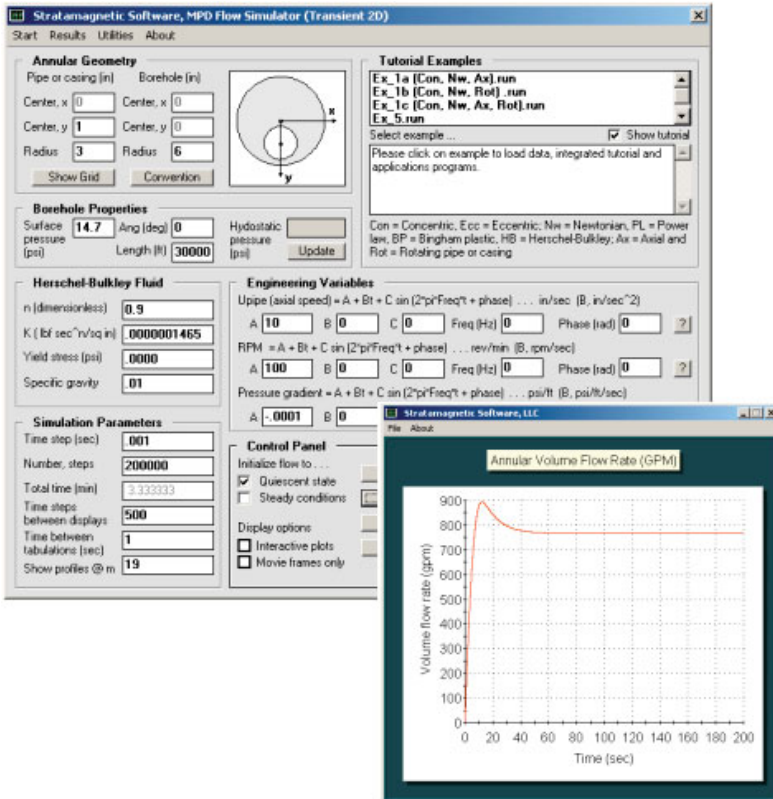 Stratamagnetic Software, MPD Flow Simulator (Transient 2D)
Start Results Utilities About
Annular Geometry
Pipe or casing (in) Borehole (in)
Center, x 0 Center, x 0
Center, y 1 Center, y 0
Radius 3 Radius 6
Show Grid Convention
x
y
Tutorial Examples
Ex_1a (Con, Nw, Ax).run
Ex_1b (Con, Nw, Rot) .run
Ex_1c (Con, Nw, Ax, Rot).run
Ex_5.run
Select example ... Show tutorial
Please click on example to load data, integrated tutorial and
applications programs.
Con = Concentric, Ecc = Eccentric; Nw = Newtonian, PL = Power
law, BP = Bingham plastic, HB = Herschel-Bulkley; Ax = Axial and
Rot = Rotating pipe or casing
Borehole Properties
Surface pressure (psi) 14.7 Ang (deg) 0
Length (ft) 30000
Hydostatic pressure (psi)
Update
Herschel-Bulkley Fluid
n (dimensionless) 0.9
K ( lbf sec^n/sq in) .0000001465
Yield stress (psi) .0000
Specific gravity .01
Engineering Variables
Upipe (axial speed) = A + Bt + C sin (2*pi*Freq*t + phase) . . . in/sec (B, in/sec^2)
A 10 B 0 C 0 Freq (Hz) 0 Phase (rad) 0 ?
RPM = A + Bt + C sin (2*pi*Freq*t + phase) . . . rev/min (B, rpm/sec)
A 100 B 0 C 0 Freq (Hz) 0 Phase (rad) 0 ?
Pressure gradient = A + Bt + C sin (2*pi*Freq*t + phase) . . . psi/ft (B, psi/ft/sec)
A -.0001 B 0
Simulation Parameters
Time step (sec) .001
Number, steps 200000
Total time (min) 3.333333
Time steps between displays 500
Time between tabulations (sec) 1
Show profiles @ m 19
Control Panel
Initialize flow to . . .
Quiescent state
Steady conditions
Display options
Interactive plots
Movie frames only
Stratamagnetic Software, LLC
File About
Annular Volume Flow Rate (GPM)
Volume flow rate (gpm)
900
800
700
600
500
400
300
200
100
0
0 20 40 60 80 100 120 140 160 180 200
Time (sec)